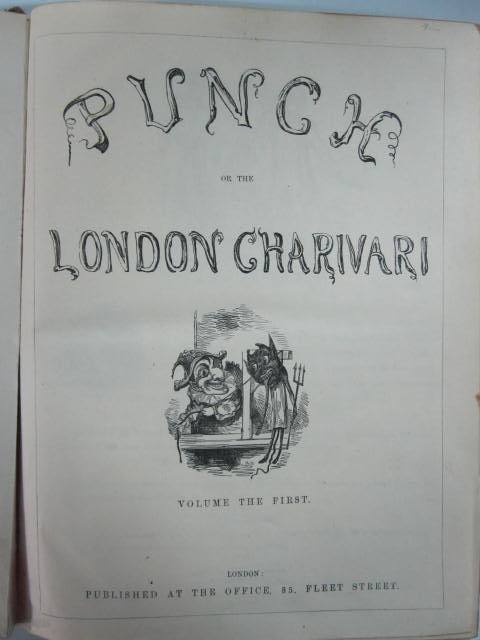 PUNCH
OR THE
LONDON CHARIVARI
VOLUME THE FIRST.
LONDON:
PUBLISHED AT THE OFFICE, 85, FLEET STREET.